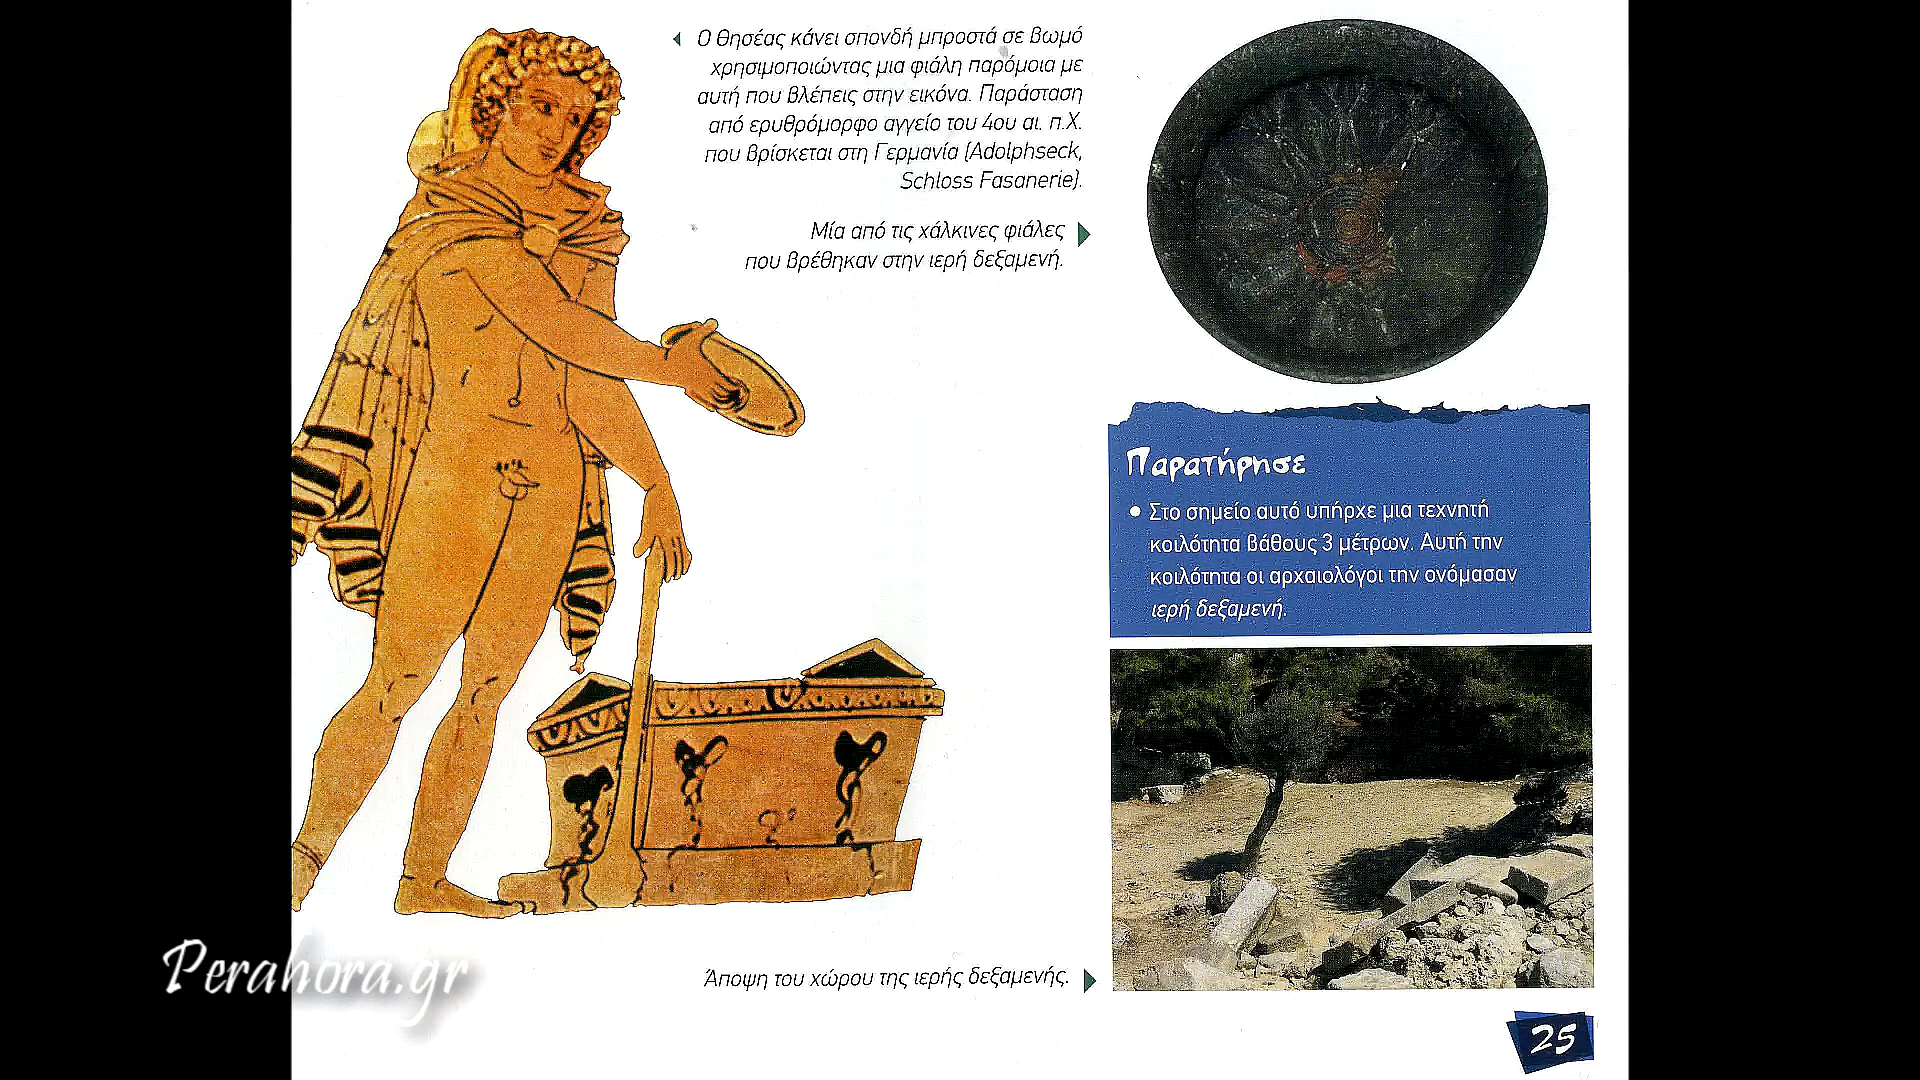 Ο Θησέας κάνει σπονδή μπροστά σε βωμό
χρησιμοποιώντας μια φιάλη παρόμοια με
αυτή που βλέπεις στην εικόνα. Παράσταση
από ερυθρόμορφο αγγείο του 4ου αι. π.Χ.
που βρίσκεται στη Γερμανία (Adolphseck,
Schloss Fasanerie).
Μία από τις χάλκινες φιάλες
που βρέθηκαν στην ιερή δεξαμενή.
Παρατήρησε
• Στο σημείο αυτό υπήρχε μια τεχνητή
κοιλότητα βάθους 3 μέτρων. Αυτή την
κοιλότητα οι αρχαιολόγοι την ονόμασαν
ιερή δεξαμενή.
Άποψη του χώρου της ιερής δεξαμενής.
Perahora.gr
25